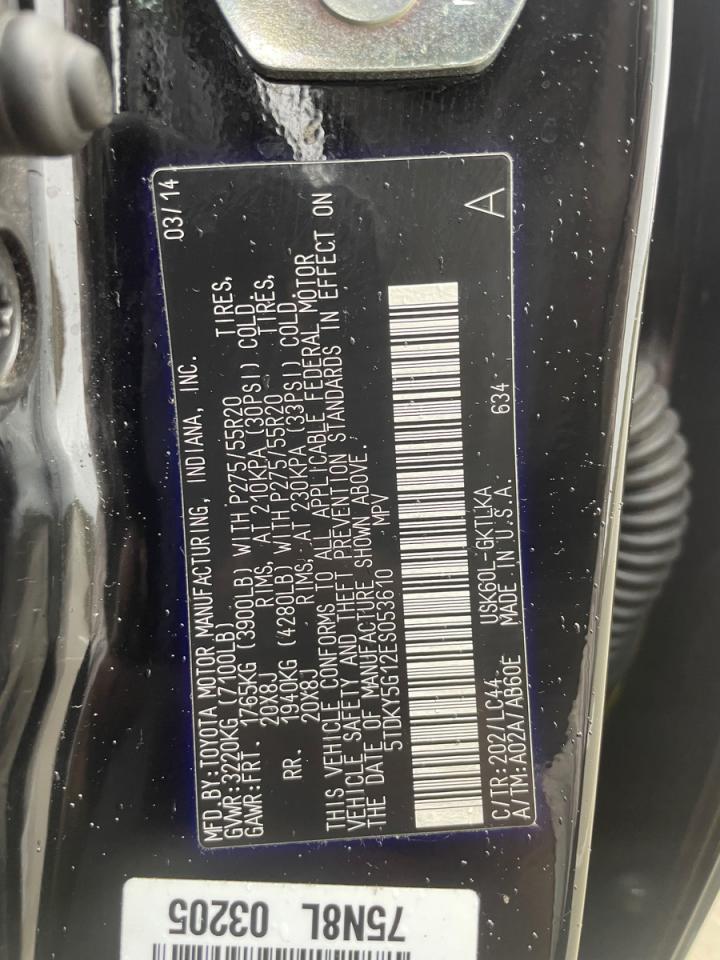 03/14
MFD.BY:TOYOTA MOTOR MANUFACTURING, INDIANA, INC.
GVWR:3220KG (7100LB)
GAWR:FRT. 1765KG (3900LB) WITH P275/55R20 TIRES,
20X8J RIMS, AT 210KPA (30PSI) COLD.
RR. 1940KG (4280LB) WITH P275/55R20 TIRES,
20X8J RIMS, AT 230KPA (33PSI) COLD.
THIS VEHICLE CONFORMS TO ALL APPLICABLE FEDERAL MOTOR
VEHICLE SAFETY AND THEFT PREVENTION STANDARDS IN EFFECT ON
THE DATE OF MANUFACTURE SHOWN ABOVE.
5TDKY5G12ES053610 MPV
C/TR:202/LC44 USK60L-GKTLKA 634 A
A/TM:A02A/AB60E MADE IN U.S.A.
75N8L 03205